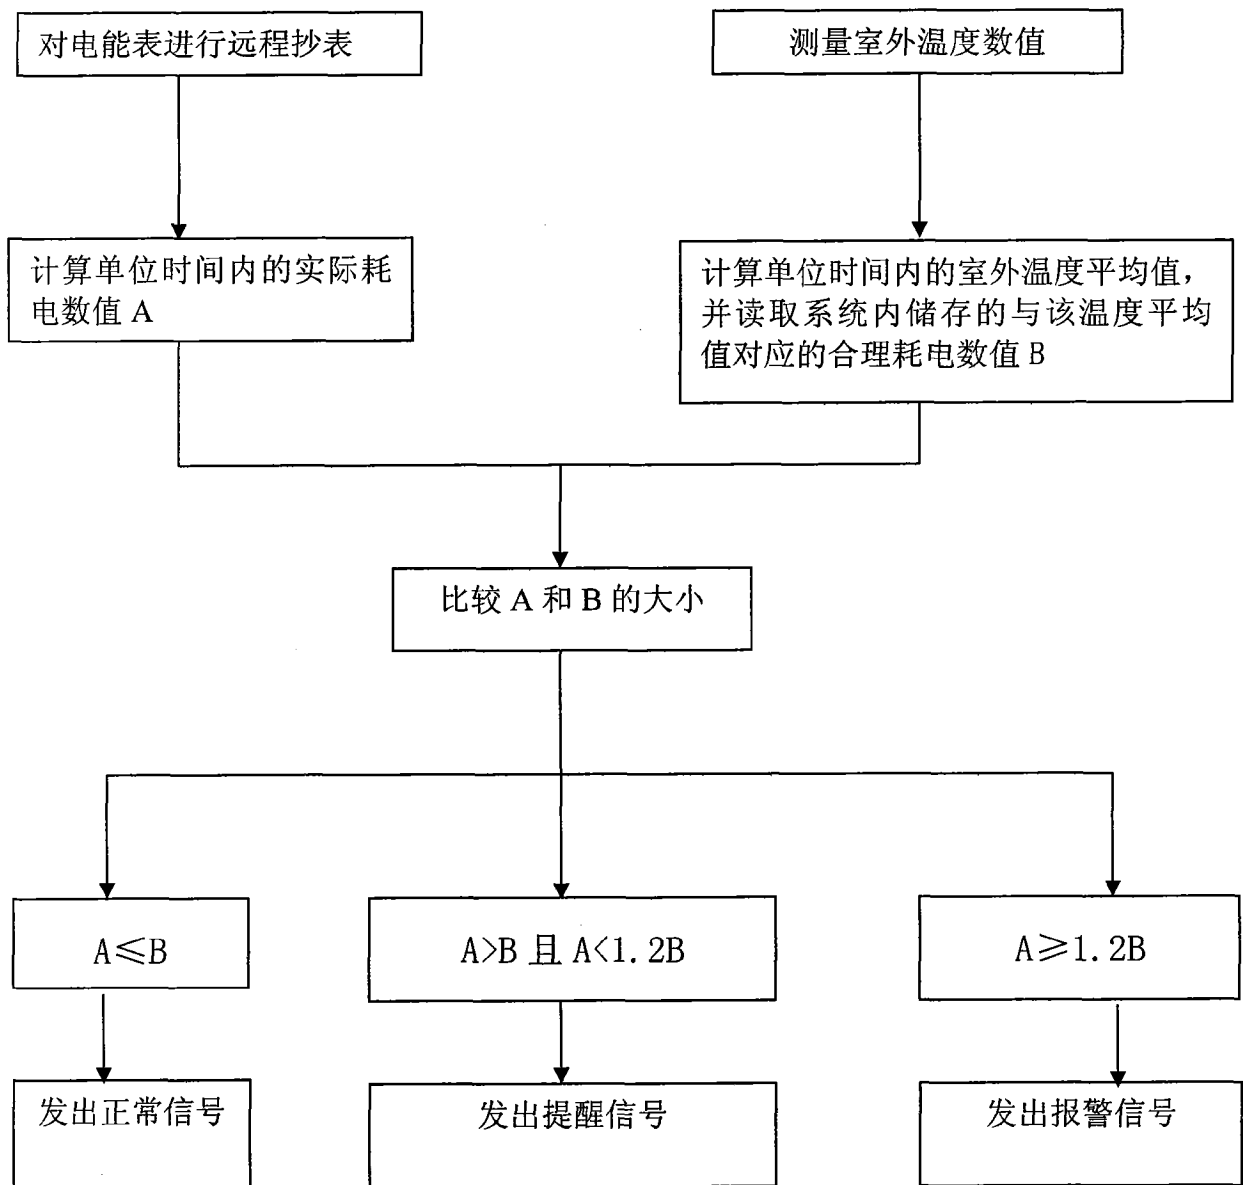 对电能表进行远程抄表
测量室外温度数值
计算单位时间内的实际耗
电数值 A
计算单位时间内的室外温度平均值，
并读取系统内储存的与该温度平均
值对应的合理耗电数值 B
比较 A 和 B 的大小
A≤B
A>B 且 A<1.2B
A≥1.2B
发出正常信号
发出提醒信号
发出报警信号